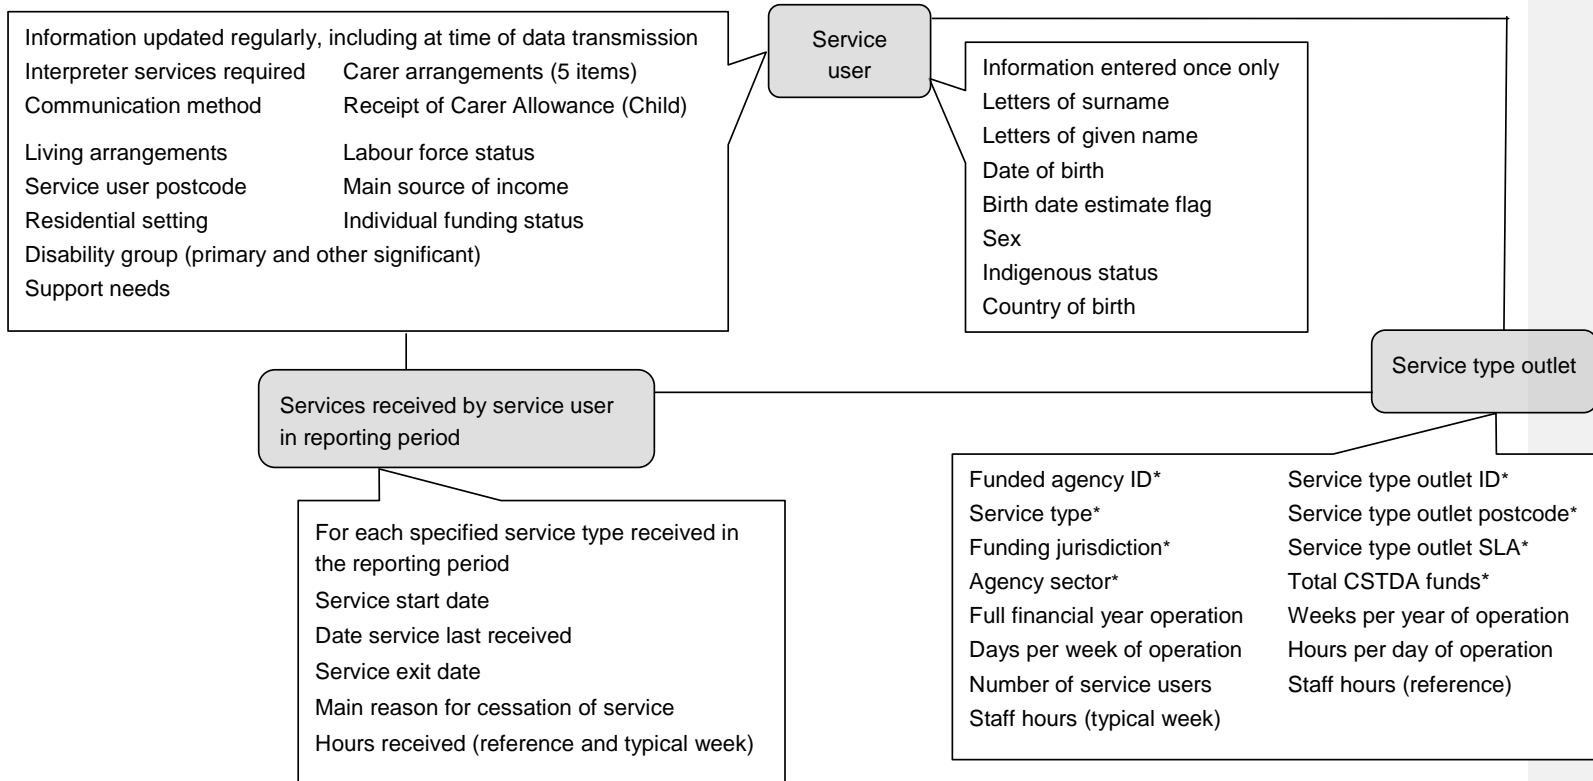 Service
user
Information updated regularly, including at time of data transmission
Interpreter services required Carer arrangements (5 items)
Communication method Receipt of Carer Allowance (Child)
Living arrangements Labour force status
Service user postcode Main source of income
Residential setting Individual funding status
Disability group (primary and other significant)
Support needs
Information entered once only
Letters of surname
Letters of given name
Date of birth
Birth date estimate flag
Sex
Indigenous status
Country of birth
Service type outlet
Services received by service user
in reporting period
For each specified service type received in
the reporting period
Service start date
Date service last received
Service exit date
Main reason for cessation of service
Hours received (reference and typical week)
Funded agency ID* Service type outlet ID*
Service type* Service type outlet postcode*
Funding jurisdiction* Service type outlet SLA*
Agency sector* Total CSTDA funds*
Full financial year operation Weeks per year of operation
Days per week of operation Hours per day of operation
Number of service users Staff hours (reference)
Staff hours (typical week)